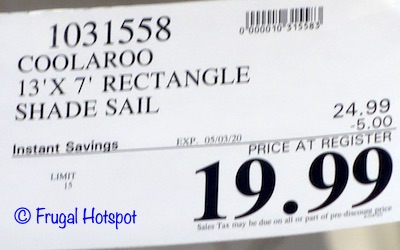 1031558
0000010315583
COOLAROO
13'X 7' RECTANGLE
SHADE SAIL
24.99
-5.00
Instant Savings EXP. 05/03/20 PRICE AT REGISTER
LIMIT
15
19.99
Sales Tax may be due on all or part of pre-discount price
© Frugal Hotspot